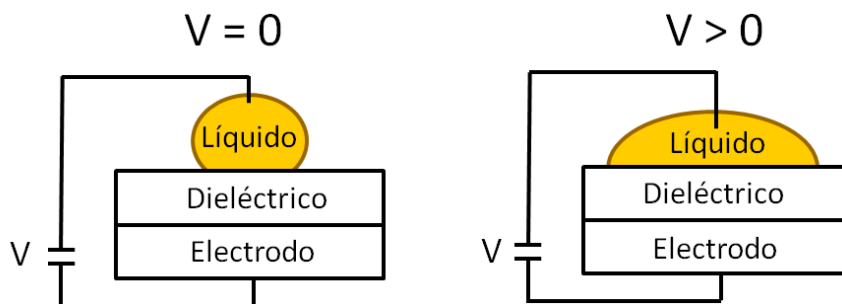 V = 0
Líquido
Dieléctrico
Electrodo
V
V > 0
Líquido
Dieléctrico
Electrodo
V